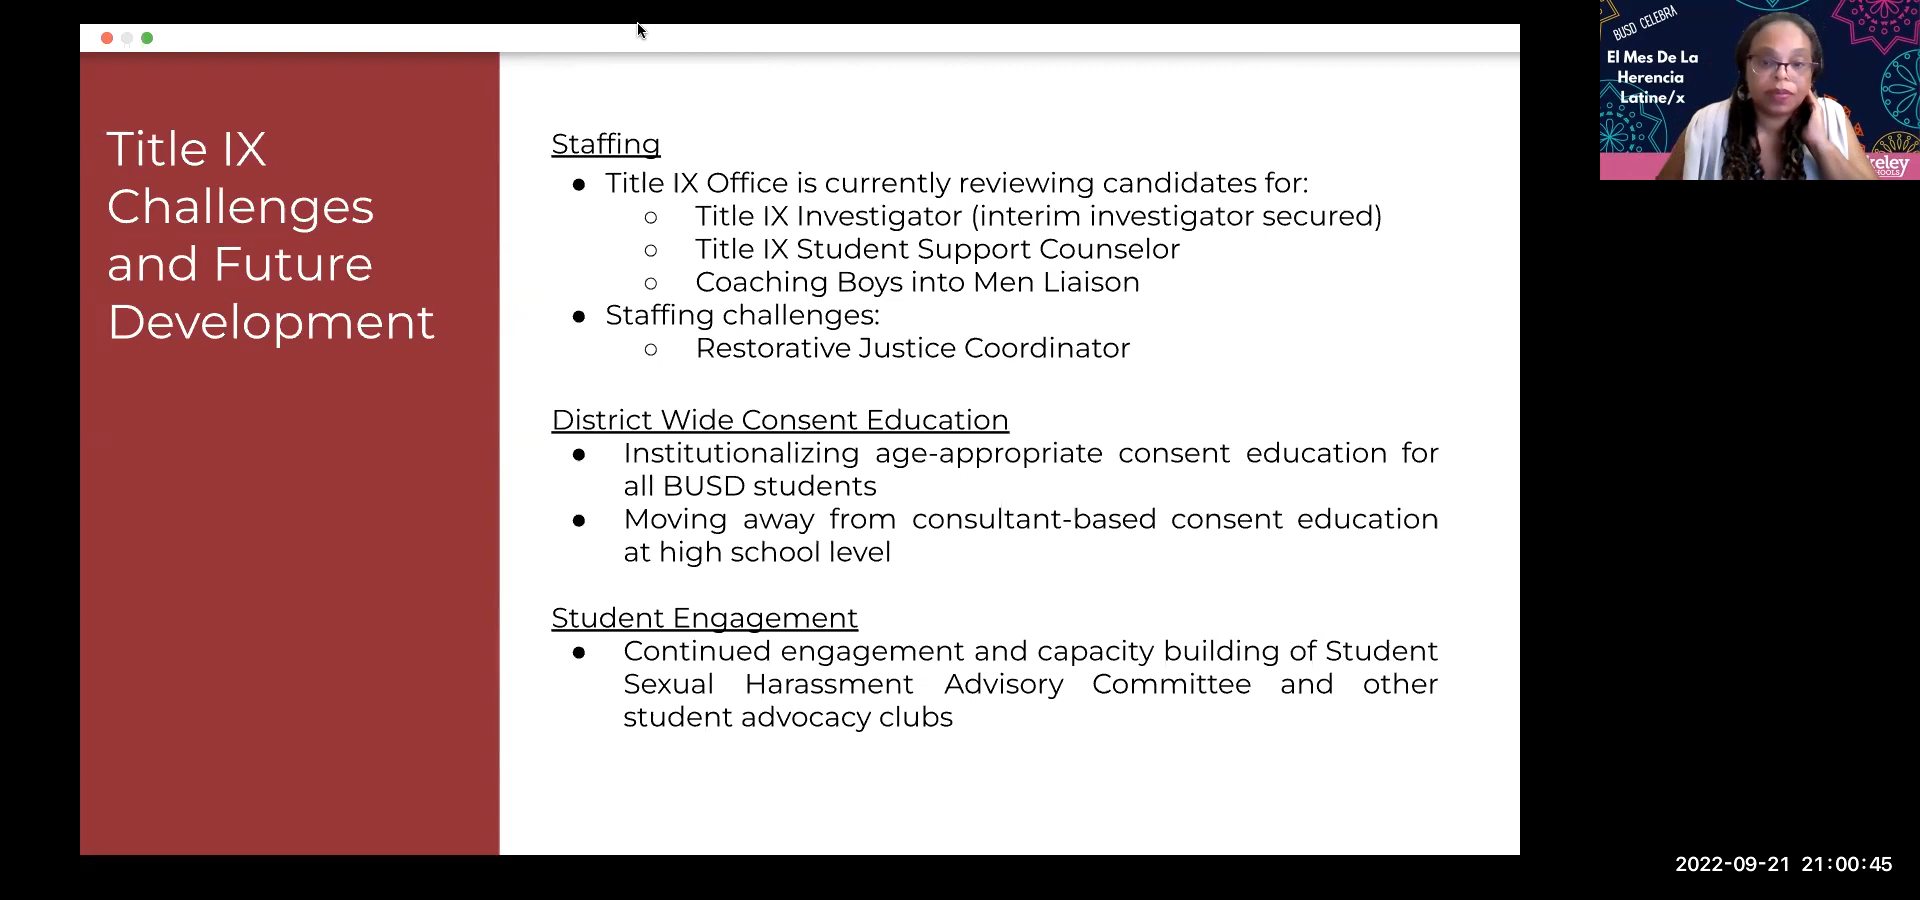 Title IX
Challenges
and Future
Development
Staffing
● Title IX Office is currently reviewing candidates for:
○ Title IX Investigator (interim investigator secured)
○ Title IX Student Support Counselor
○ Coaching Boys into Men Liaison
● Staffing challenges:
○ Restorative Justice Coordinator
District Wide Consent Education
● Institutionalizing age-appropriate consent education for
all BUSD students
● Moving away from consultant-based consent education
at high school level
Student Engagement
● Continued engagement and capacity building of Student
Sexual Harassment Advisory Committee and other
student advocacy clubs
BUSD CELEBRA
El Mes De La
Herencia
Latine/x
keley
HOOLS
2022-09-21 21:00:45